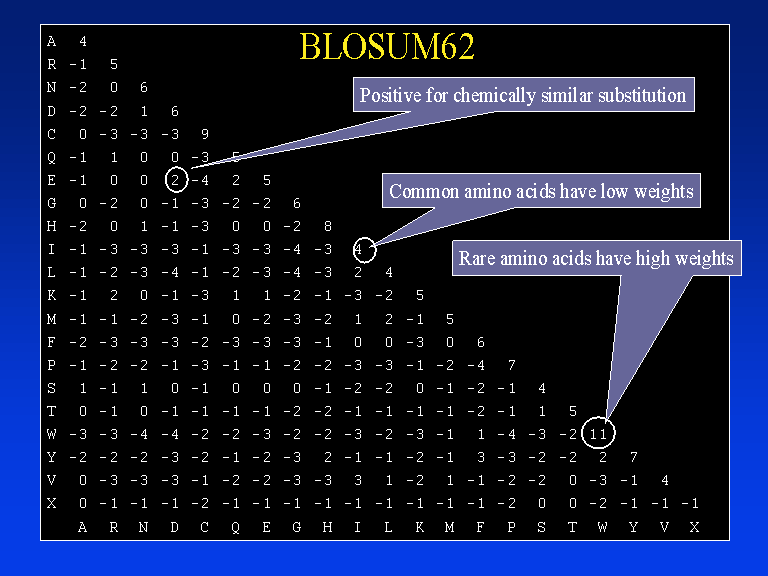 BLOSUM62
Positive for chemically similar substitution
Common amino acids have low weights
Rare amino acids have high weights
A 4
R -1 5
N -2 0 6
D -2 -2 1 6
C 0 -3 -3 -3 9
Q -1 1 0 0 -3 5
E -1 0 0 2 -4 2 5
G 0 -2 0 -1 -3 -2 -2 6
H -2 0 1 -1 -3 0 0 -2 8
I -1 -3 -3 -3 -1 -3 -3 -4 -3 4
L -1 -2 -3 -4 -1 -2 -3 -4 -3 2 4
K -1 2 0 -1 -3 1 1 -2 -1 -3 -2 5
M -1 -1 -2 -3 -1 0 -2 -3 -2 1 2 -1 5
F -2 -3 -3 -3 -2 -3 -3 -3 -1 0 0 -3 0 6
P -1 -2 -2 -1 -3 -1 -1 -2 -2 -3 -3 -1 -2 -4 7
S 1 -1 1 0 -1 0 0 0 -1 -2 -2 0 -1 -2 -1 4
T 0 -1 0 -1 -1 -1 -1 -2 -2 -1 -1 -1 -1 -2 -1 1 5
W -3 -3 -4 -4 -2 -2 -3 -2 -2 -3 -2 -3 -1 1 -4 -3 -2 11
Y -2 -2 -2 -3 -2 -1 -2 -3 2 -1 -1 -2 -1 3 -3 -2 -2 2 7
V 0 -3 -3 -3 -1 -2 -2 -3 -3 3 1 -2 1 -1 -2 -2 0 -3 -1 4
X 0 -1 -1 -1 -2 -1 -1 -1 -1 -1 -1 -1 -1 -1 -2 0 0 -2 -1 -1 -1
A R N D C Q E G H I L K M F P S T W Y V X